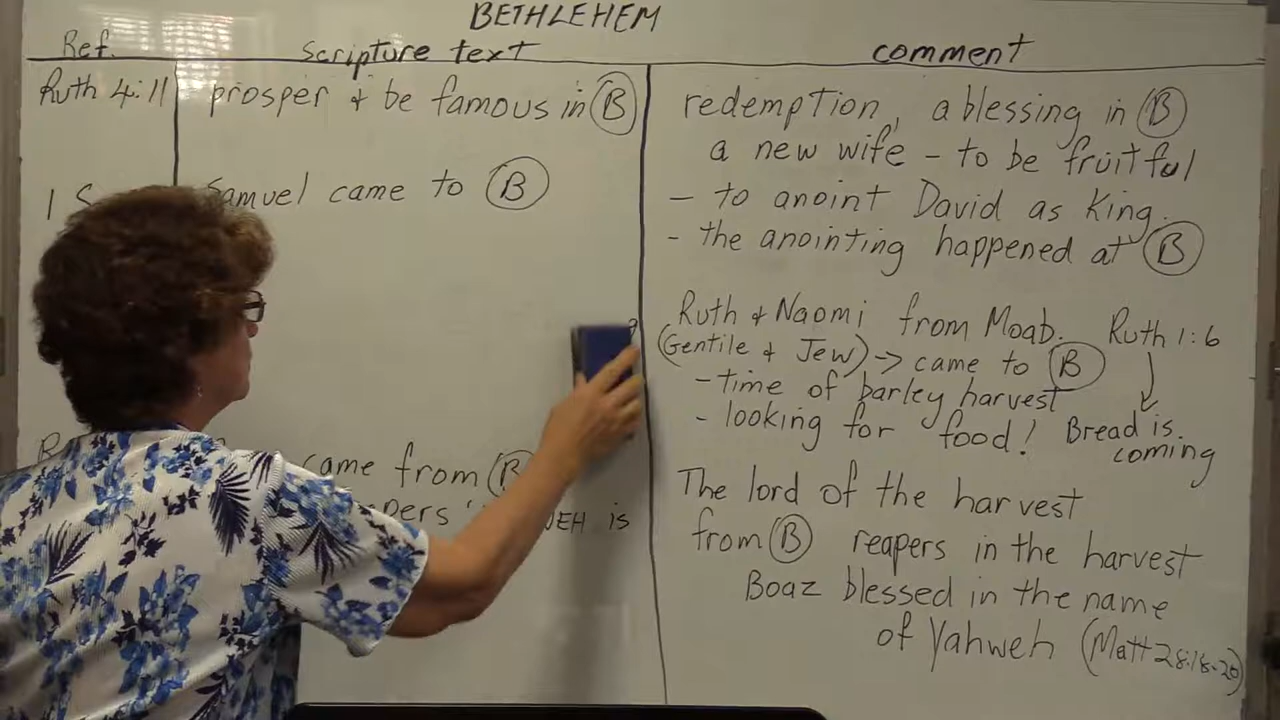 BETHLEHEM
Ref. Scripture text comment
Ruth 4:11 prosper + be famous in B
redemption, a blessing in B
a new wife - to be fruitful
1 S Samuel came to B
- to anoint David as King.
- the anointing happened at B
Ruth + Naomi from Moab. Ruth 1:6
(Gentile + Jew) -> came to B
- time of barley harvest
- looking for food! Bread is coming
came from B
pers WEH is
The lord of the harvest
from B reapers in the harvest
Boaz blessed in the name
of Yahweh (Matt 28:18-20)